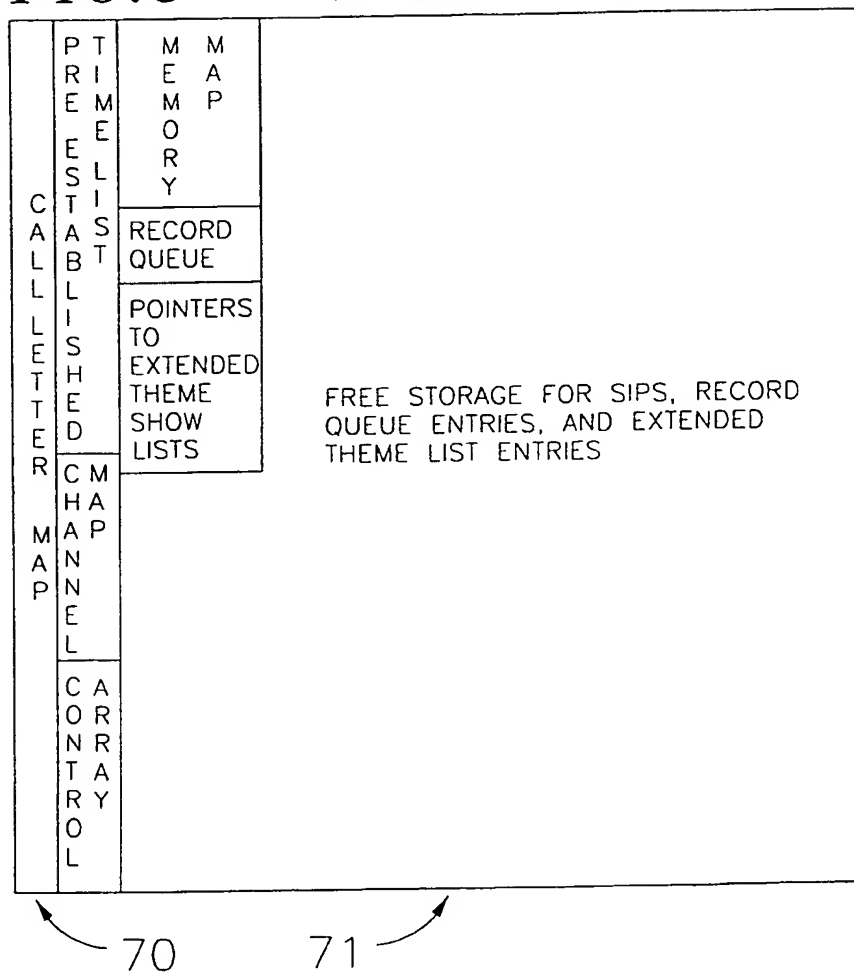 CALL LETTER MAP
PRE ESTABLISHED
TIME LIST
CHANNEL
MAP
CONTROL
ARRAY
MEMORY
MAP
RECORD
QUEUE
POINTERS
TO
EXTENDED
THEME
SHOW
LISTS
FREE STORAGE FOR SIPS, RECORD
QUEUE ENTRIES, AND EXTENDED
THEME LIST ENTRIES
70
71